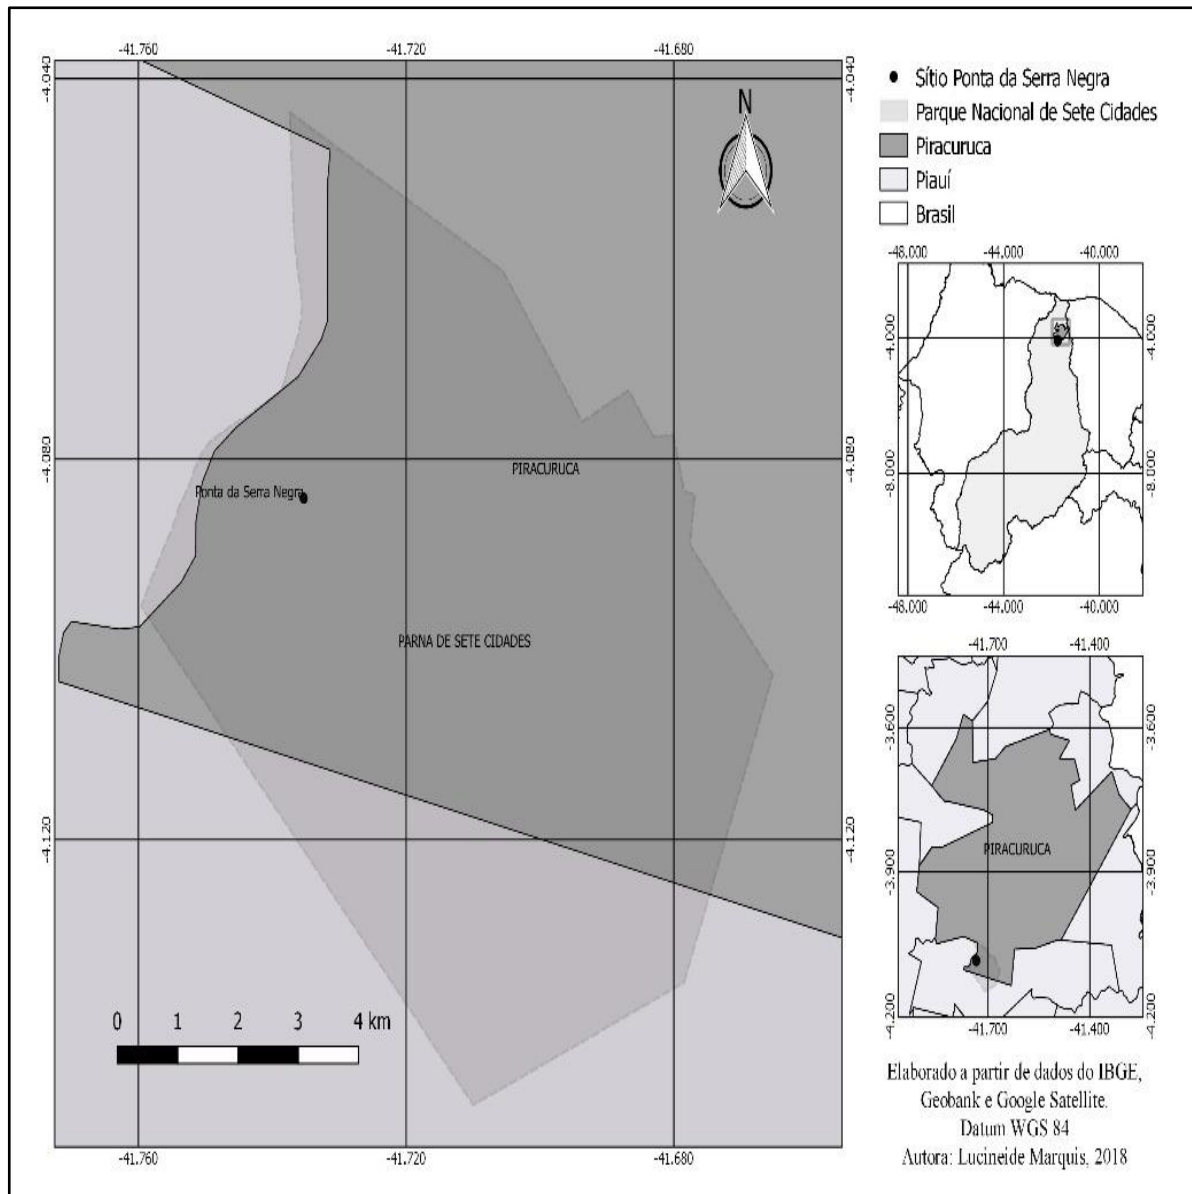 -41.760 -41.720 -41.680
-4.040
-4.040
N
-4.080
-4.080
PIRACURUCA
Ponta da Serra Negra
PARNA DE SETE CIDADES
-4.120
-4.120
0 1 2 3 4 km
-41.760 -41.720 -41.680
Sítio Ponta da Serra Negra
Parque Nacional de Sete Cidades
Piracuruca
Piauí
Brasil
-48.000 -44.000 -40.000
-4.000
-4.000
-8.000
-8.000
-48.000 -44.000 -40.000
-41.700 -41.400
-3.600
-3.600
PIRACURUCA
-3.900
-3.900
-4.200
-4.200
-41.700 -41.400
Elaborado a partir de dados do IBGE,
Geobank e Google Satellite.
Datum WGS 84
Autora: Lucineide Marquis, 2018